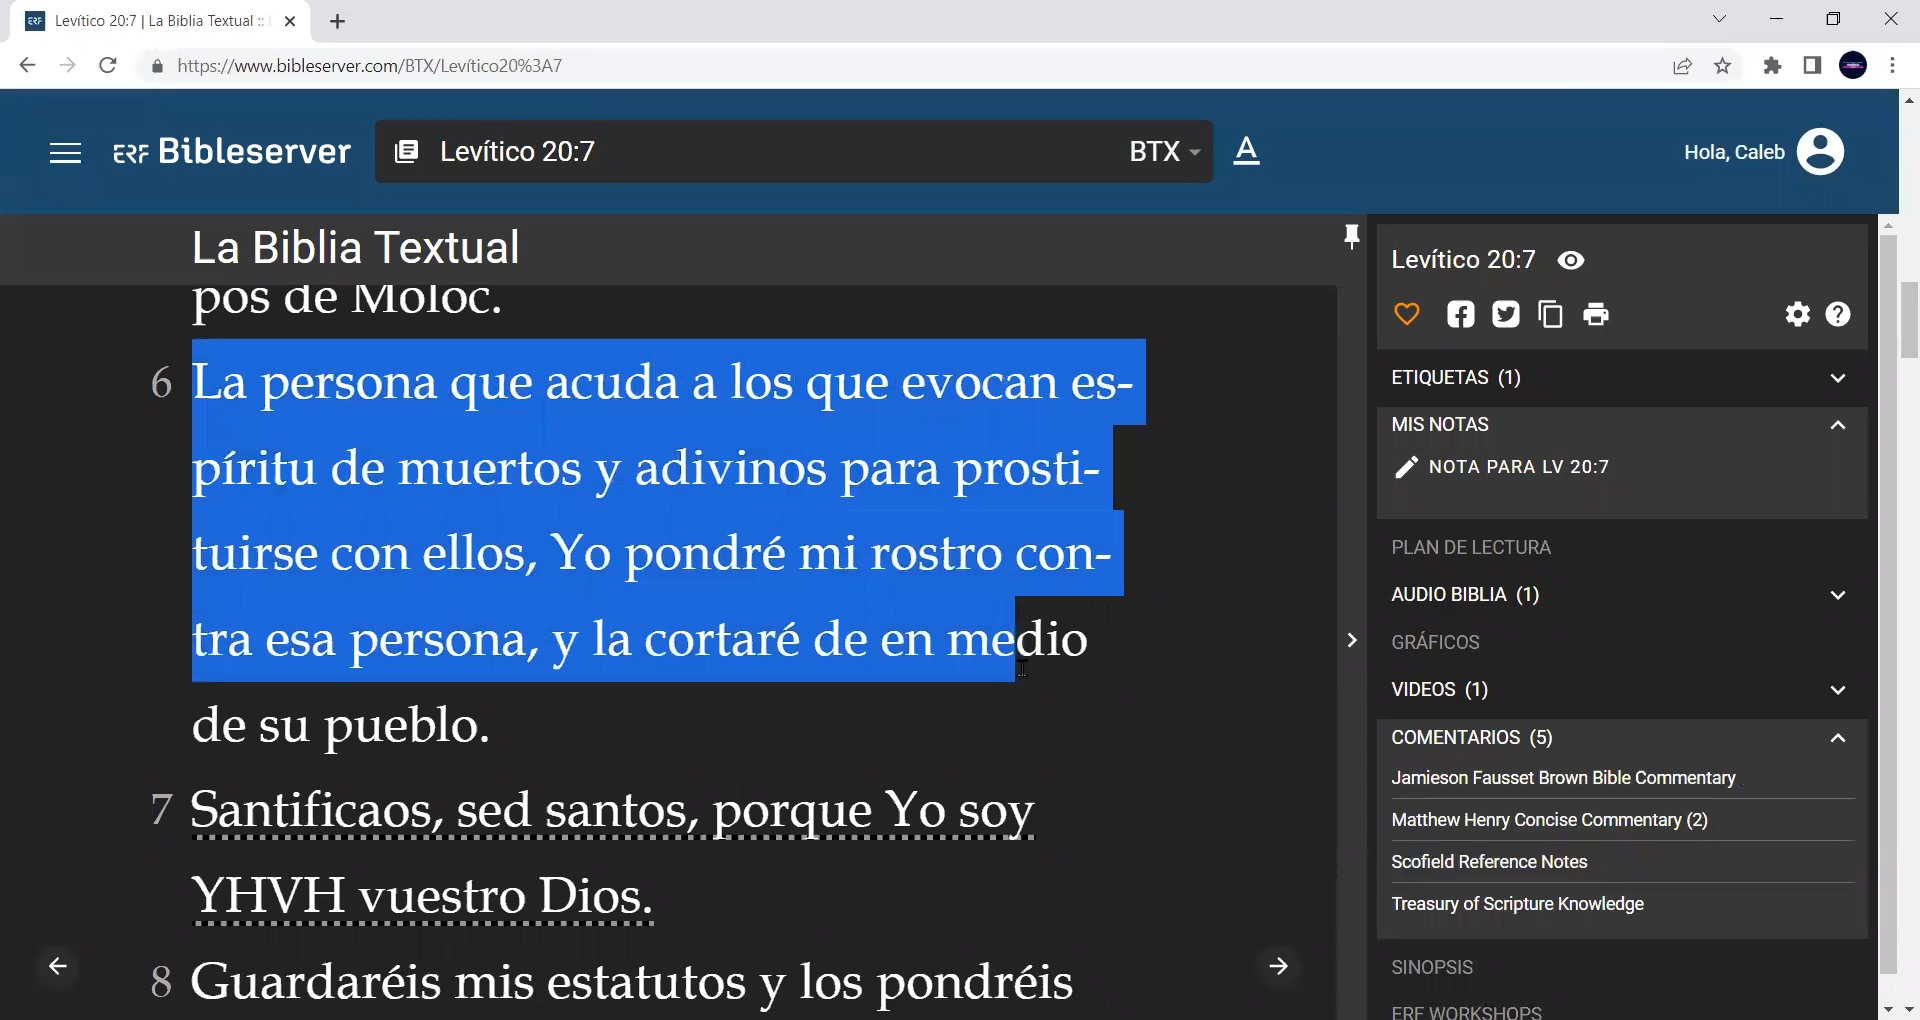 Levítico 20:7 | La Biblia Textual ::
https://www.bibleserver.com/BTX/Levítico20%3A7
ERF Bibleserver
Levítico 20:7
BTX
A
Hola, Caleb
La Biblia Textual
pos de Moloc.
6 La persona que acuda a los que evocan es-
píritu de muertos y adivinos para prosti-
tuirse con ellos, Yo pondré mi rostro con-
tra esa persona, y la cortaré de en medio
de su pueblo.
7 Santificaos, sed santos, porque Yo soy
YHVH vuestro Dios.
8 Guardaréis mis estatutos y los pondréis
Levítico 20:7
ETIQUETAS (1)
MIS NOTAS
NOTA PARA LV 20:7
PLAN DE LECTURA
AUDIO BIBLIA (1)
GRÁFICOS
VIDEOS (1)
COMENTARIOS (5)
Jamieson Fausset Brown Bible Commentary
Matthew Henry Concise Commentary (2)
Scofield Reference Notes
Treasury of Scripture Knowledge
SINOPSIS
ERF WORKSHOPS